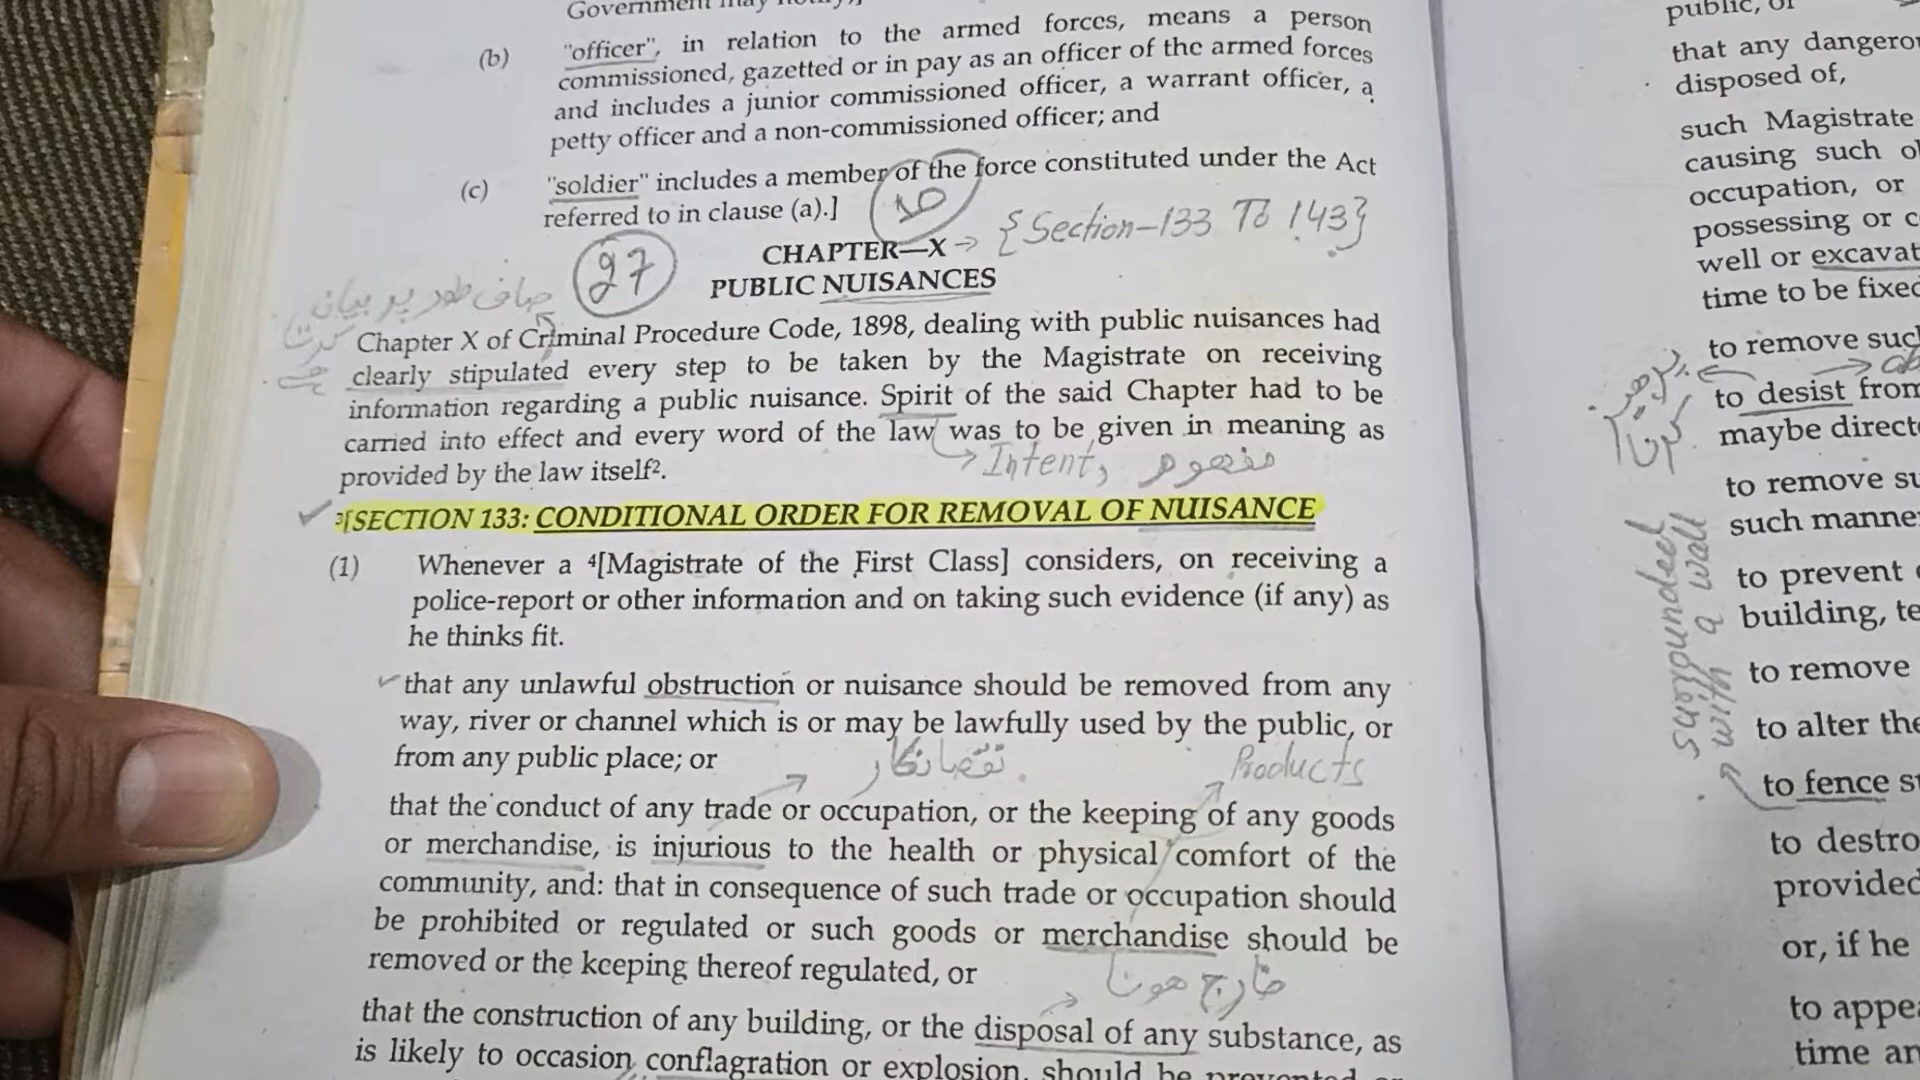 Government may
(b) "officer", in relation to the armed forces, means a person
commissioned, gazetted or in pay as an officer of the armed forces
and includes a junior commissioned officer, a warrant officer, a
petty officer and a non-commissioned officer; and
(c) "soldier" includes a member of the force constituted under the Act
referred to in clause (a).]
10
CHAPTER—X → {Section-133 To 143}
27
PUBLIC NUISANCES
صاف طور پر بیان
کرتا
ہے
Chapter X of Criminal Procedure Code, 1898, dealing with public nuisances had
clearly stipulated every step to be taken by the Magistrate on receiving
information regarding a public nuisance. Spirit of the said Chapter had to be
carried into effect and every word of the law was to be given in meaning as
provided by the law itself².
→ Intent, مفہوم
³[SECTION 133: CONDITIONAL ORDER FOR REMOVAL OF NUISANCE
(1) Whenever a ⁴[Magistrate of the First Class] considers, on receiving a
police-report or other information and on taking such evidence (if any) as
he thinks fit.
that any unlawful obstruction or nuisance should be removed from any
way, river or channel which is or may be lawfully used by the public, or
from any public place; or
Products
that the conduct of any trade or occupation, or the keeping of any goods
or merchandise, is injurious to the health or physical comfort of the
community, and: that in consequence of such trade or occupation should
be prohibited or regulated or such goods or merchandise should be
removed or the keeping thereof regulated, or
خارج ہونا
that the construction of any building, or the disposal of any substance, as
is likely to occasion conflagration or explosion, should be prevented
public, or
that any
disposed of,
such Magistrate
causing such
occupation, or
possessing or
well or
time to be
to remove
to desist from
maybe
پرہیز کرنا
to remove
such
to prevent
building,
to remove
to alter the
to fence
surrounded
with a wall
to
provided
or, if he
to
time